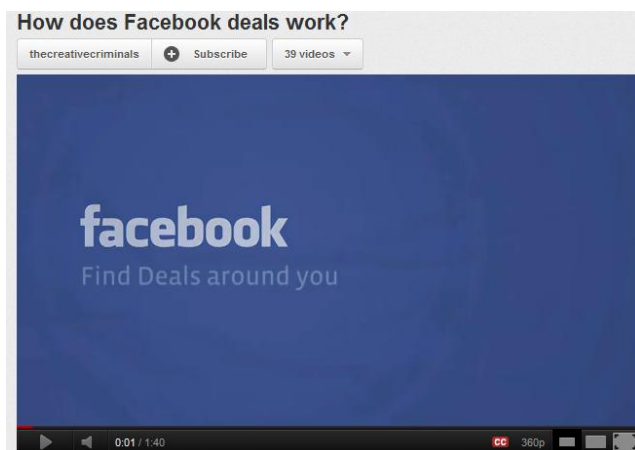 How does Facebook deals work?
thecreativecriminals Subscribe 39 videos
facebook
Find Deals around you
0:01 / 1:40 CC 360p